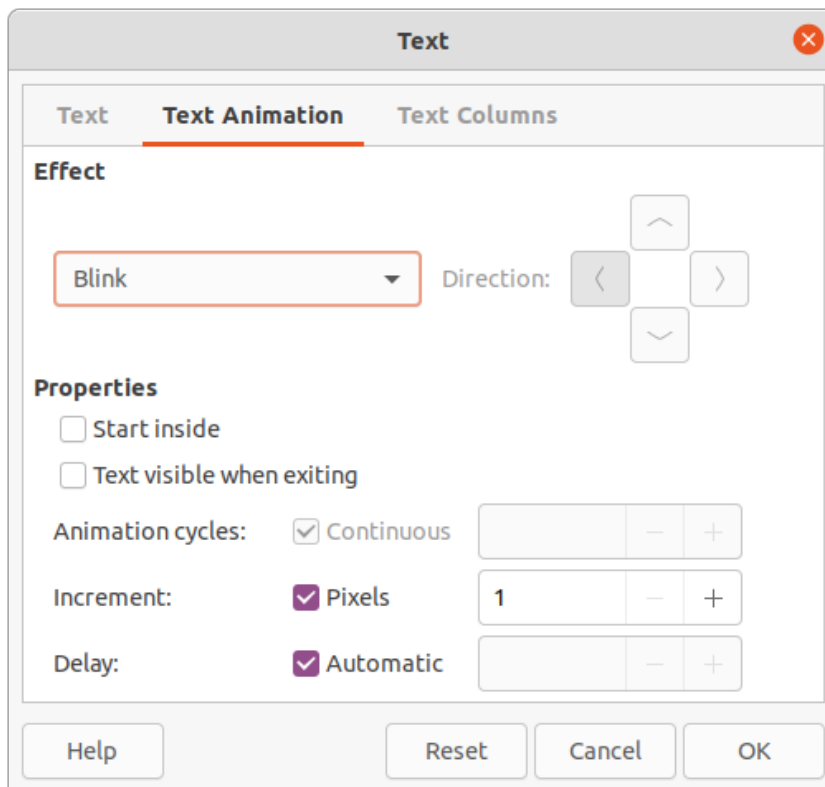 Text
Text Text Animation Text Columns
Effect
Blink Direction:
Properties
Start inside
Text visible when exiting
Animation cycles: Continuous
Increment: Pixels 1
Delay: Automatic
Help Reset Cancel OK